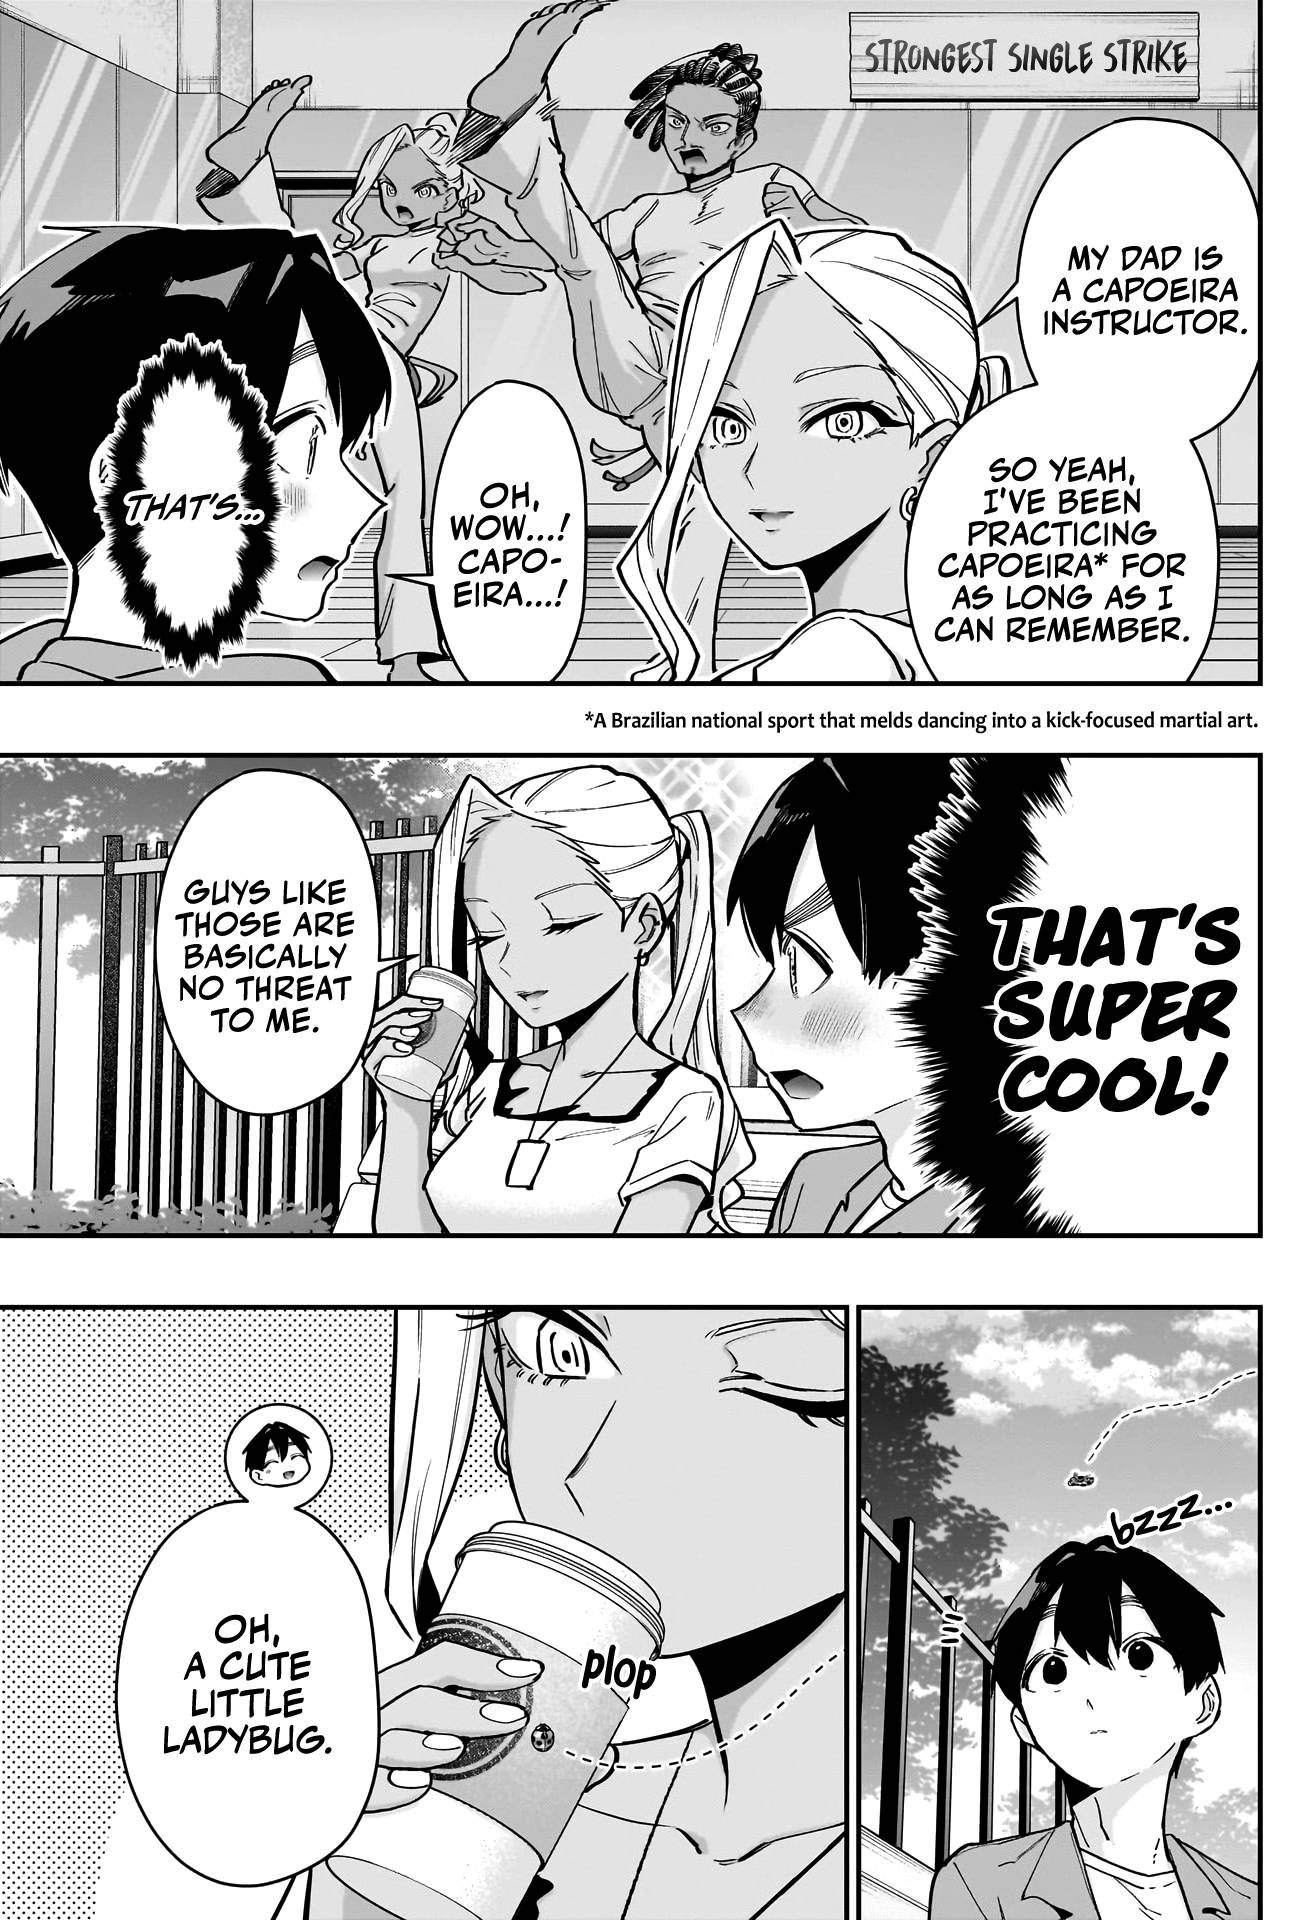 STRONGEST SINGLE STRIKE
MY DAD IS
A CAPOEIRA
INSTRUCTOR.
SO YEAH,
I'VE BEEN
PRACTICING
CAPOEIRA* FOR
AS LONG AS I
CAN REMEMBER.
OH,
WOW...!
CAPO-
EIRA...!
THAT'S...
*A Brazilian national sport that melds dancing into a kick-focused martial art.
THAT'S
SUPER
COOL!
GUYS LIKE
THOSE ARE
BASICALLY
NO THREAT
TO ME.
bzzz...
plop
OH,
A CUTE
LITTLE
LADYBUG.